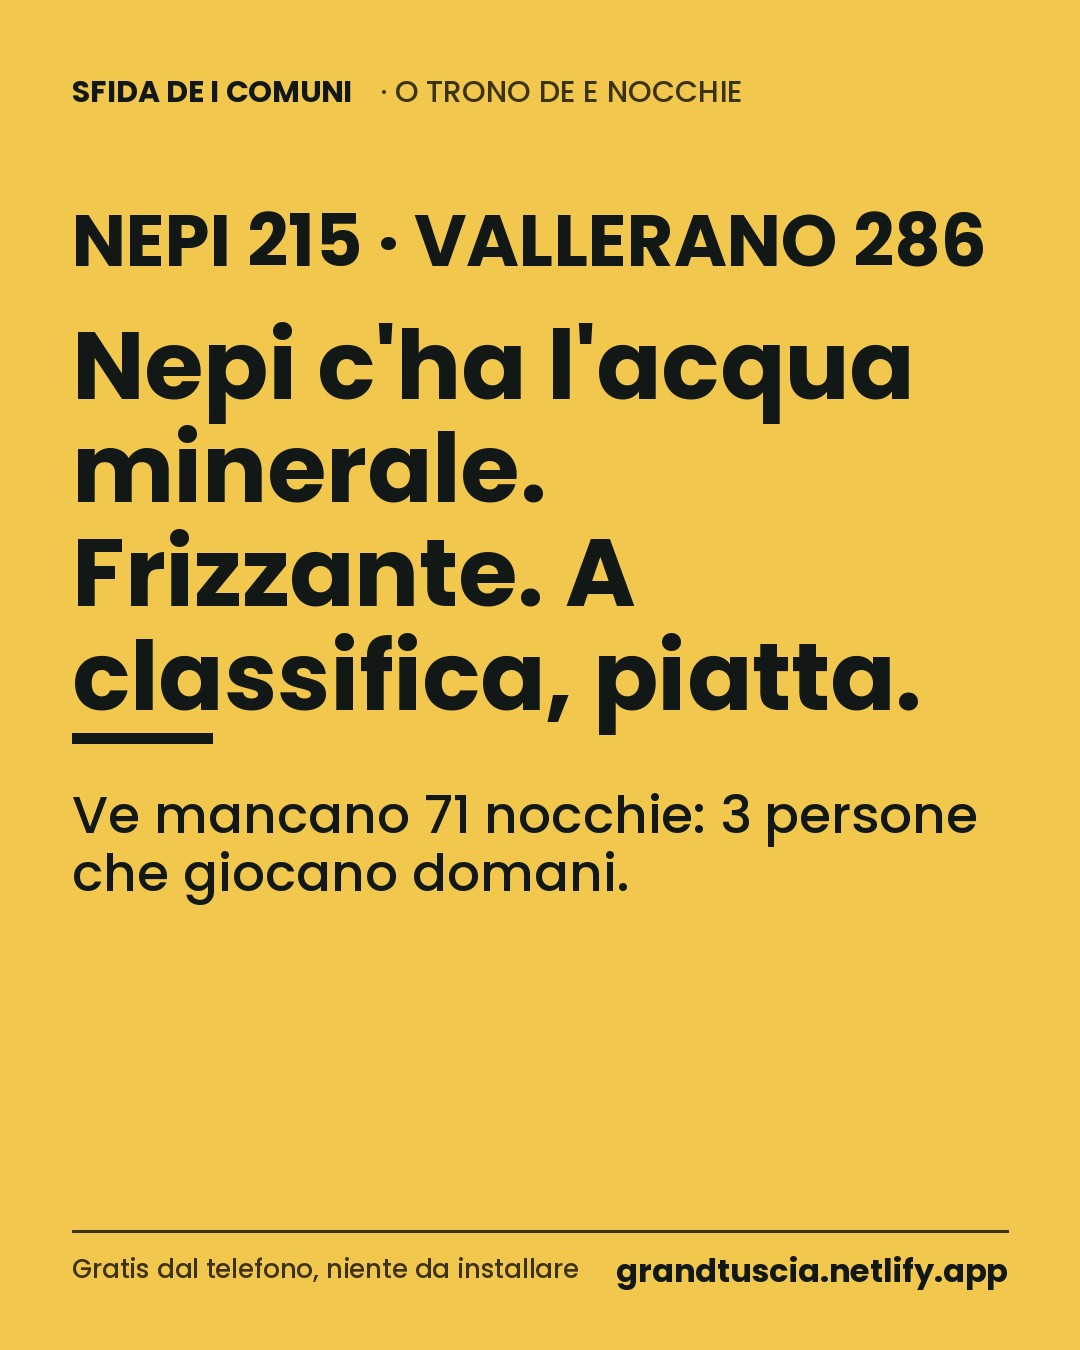 SFIDA DE I COMUNI · O TRONO DE E NOCCHIE
NEPI 215 · VALLERANO 286
Nepi c'ha l'acqua
minerale.
Frizzante. A
classifica, piatta.
Ve mancano 71 nocchie: 3 persone
che giocano domani.
Gratis dal telefono, niente da installare grandtuscia.netlify.app